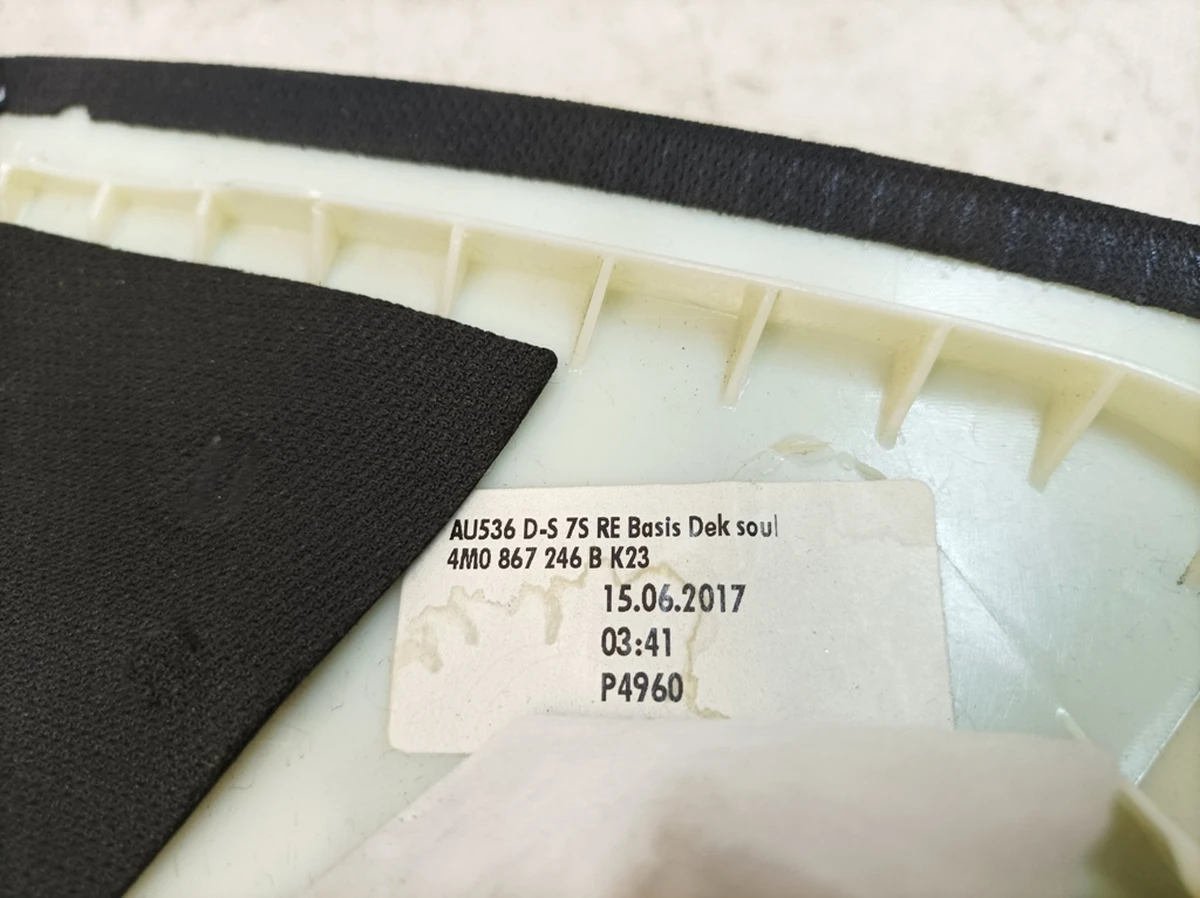 AU536 D-S 7S RE Basis Dek soul
4M0 867 246 B K23
15.06.2017
03:41
P4960